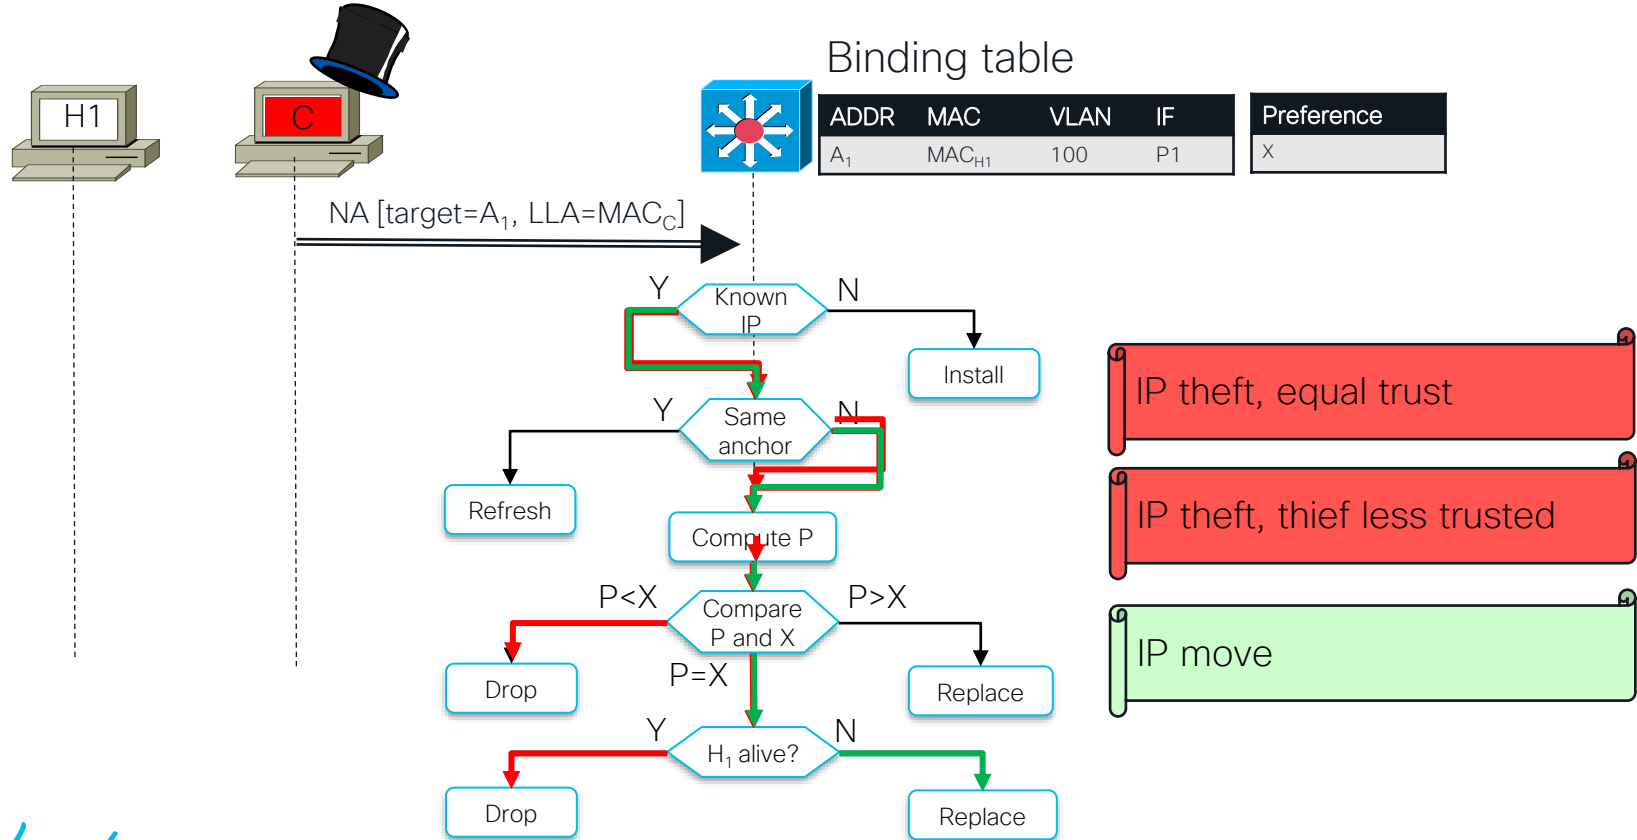 Binding table
H1
C
ADDR MAC VLAN IF
A1 MACH1 100 P1
Preference
X
NA [target=A1, LLA=MACC]
Y
Known
IP
N
Install
Y
Same
anchor
N
Refresh
Compute P
P<X
Compare
P and X
P>X
Drop
P=X
Replace
Y
H1 alive?
N
Drop
Replace
IP theft, equal trust
IP theft, thief less trusted
IP move